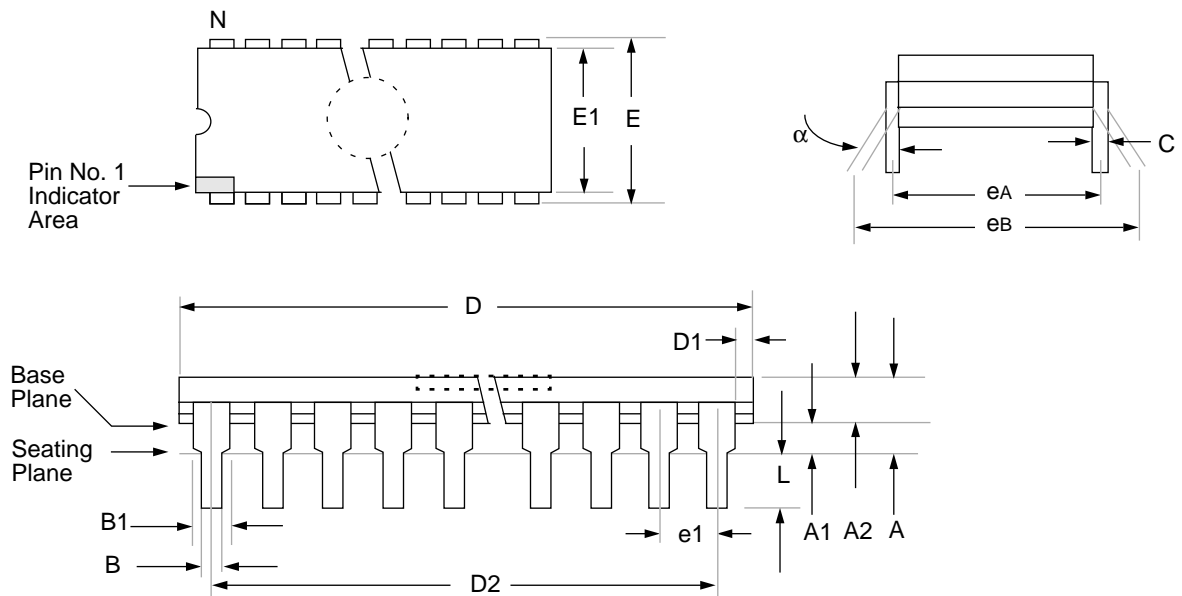 N
E1
E
Pin No. 1
Indicator
Area
α
C
eA
eB
D
D1
Base
Plane
Seating
Plane
L
B1
e1
A1
A2
A
B
D2